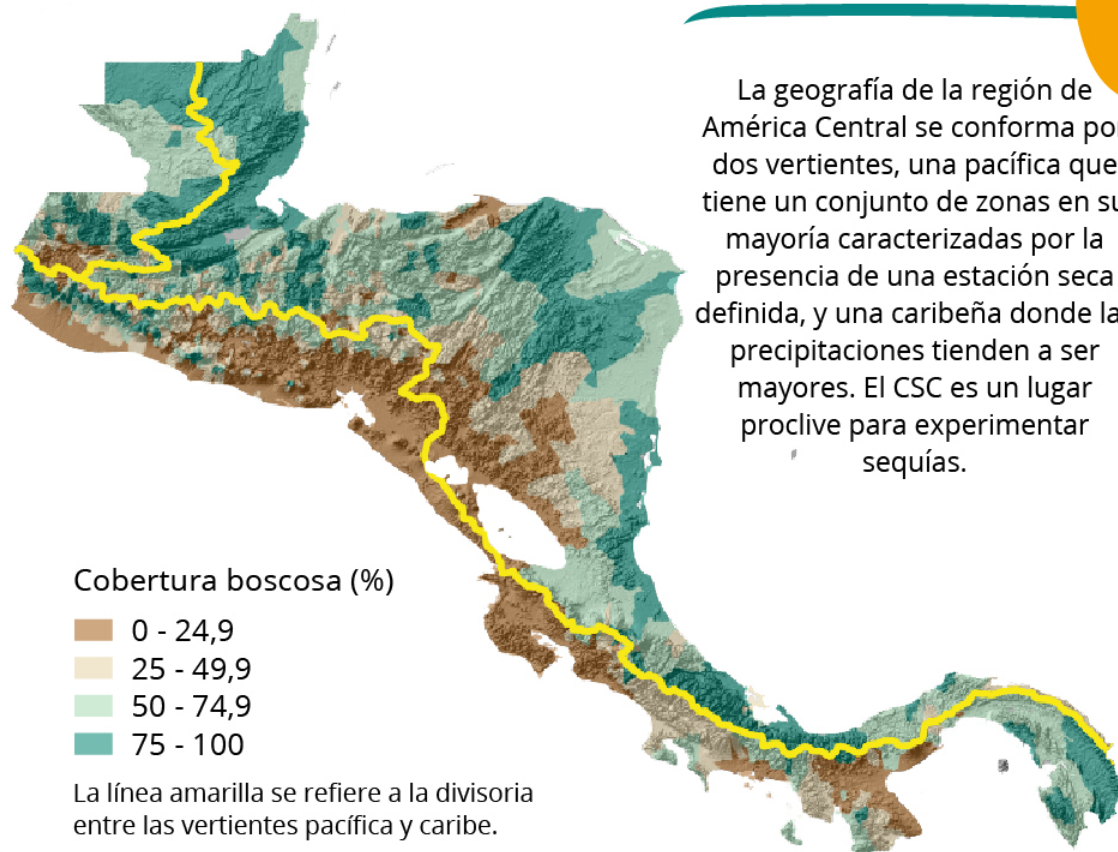 La geografía de la región de
América Central se conforma por
dos vertientes, una pacífica que
tiene un conjunto de zonas en su
mayoría caracterizadas por la
presencia de una estación seca
definida, y una caribeña donde la
precipitaciones tienden a ser
mayores. El CSC es un lugar
proclive para experimentar
sequías.
Cobertura boscosa (%)
0 - 24,9
25 - 49,9
50 - 74,9
75 - 100
La línea amarilla se refiere a la divisoria
entre las vertientes pacífica y caribe.